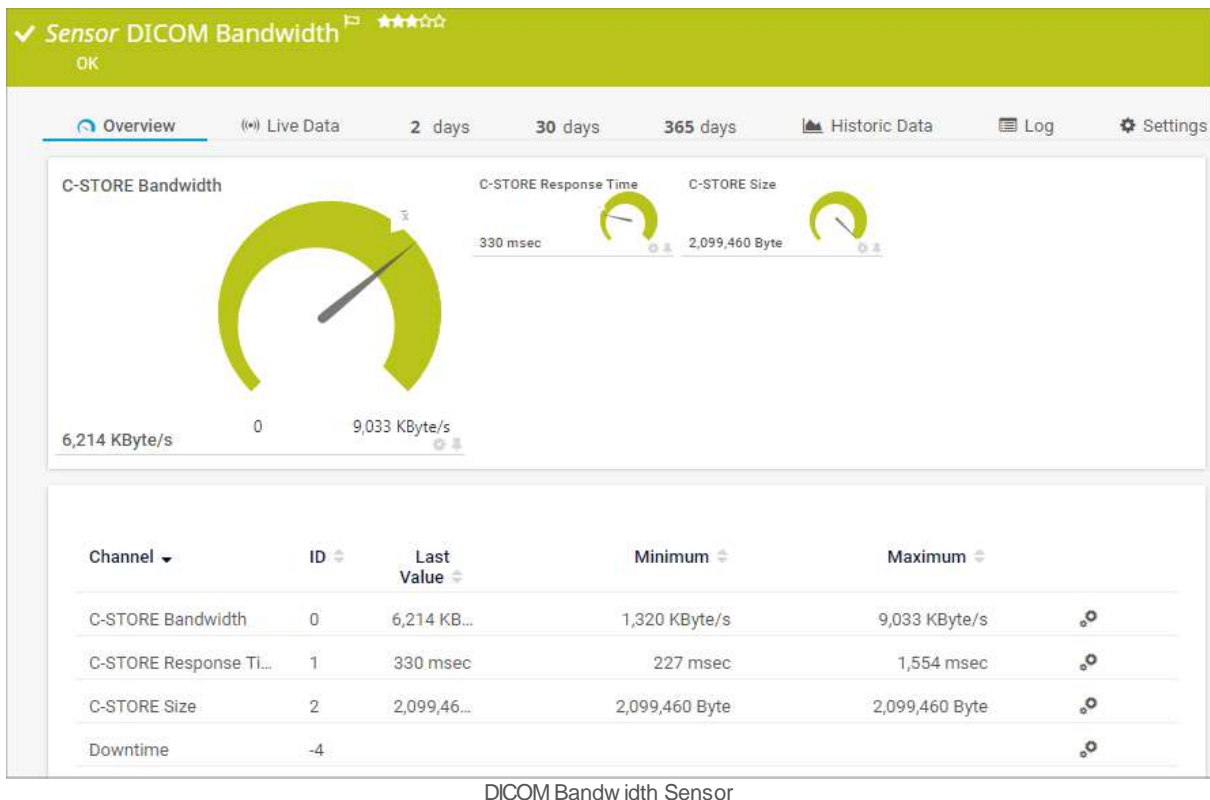 Sensor DICOM Bandwidth
OK
Overview Live Data 2 days 30 days 365 days Historic Data Log Settings
C-STORE Bandwidth
C-STORE Response Time
C-STORE Size
x̄
330 msec
2,099,460 Byte
0
9,033 KByte/s
6,214 KByte/s
Channel ID Last Value Minimum Maximum
C-STORE Bandwidth 0 6,214 KB... 1,320 KByte/s 9,033 KByte/s
C-STORE Response Ti... 1 330 msec 227 msec 1,554 msec
C-STORE Size 2 2,099,46... 2,099,460 Byte 2,099,460 Byte
Downtime -4
DICOM Bandwidth Sensor